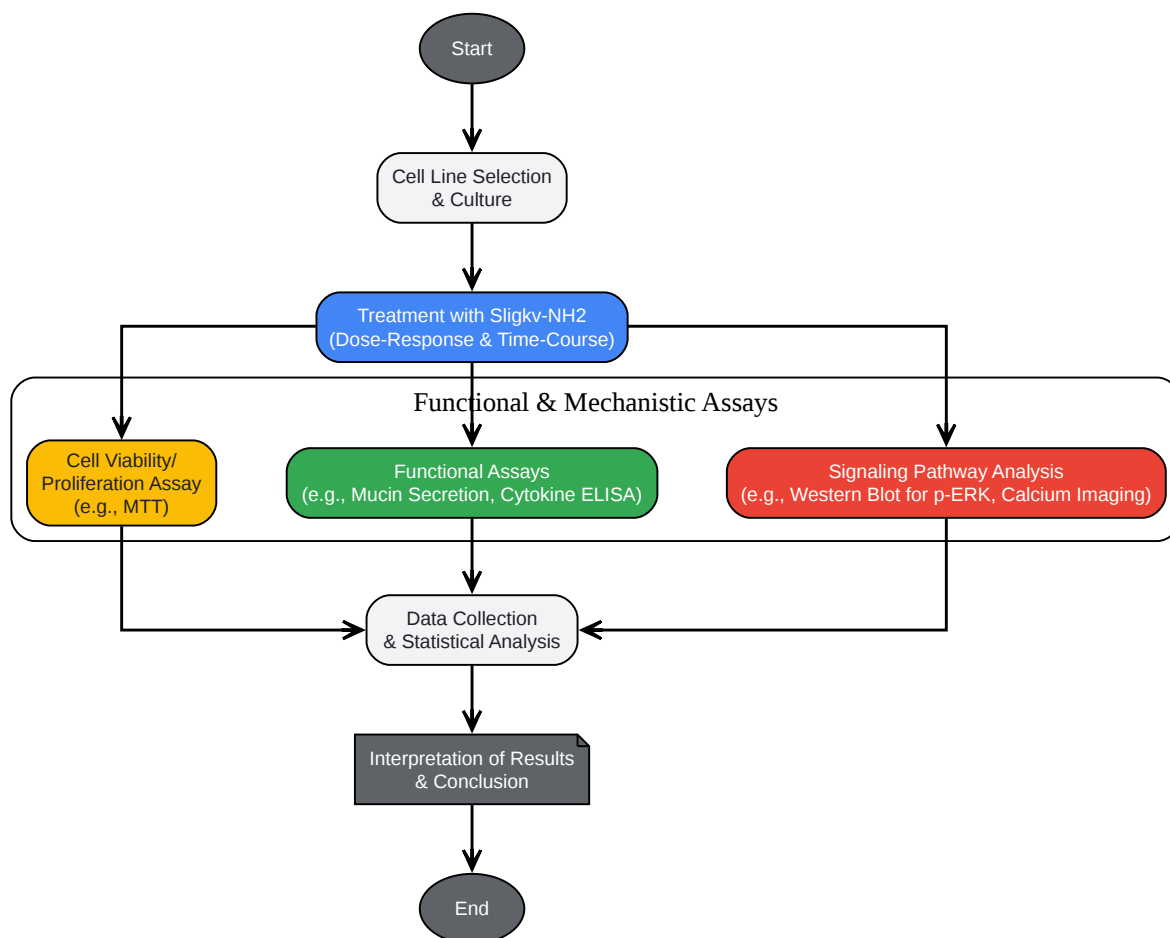 Start
Cell Line Selection
& Culture
Treatment with Sligkv-NH2
(Dose-Response & Time-Course)
Functional & Mechanistic Assays
Cell Viability/
Proliferation Assay
(e.g., MTT)
Functional Assays
(e.g., Mucin Secretion, Cytokine ELISA)
Signaling Pathway Analysis
(e.g., Western Blot for p-ERK, Calcium Imaging)
Data Collection
& Statistical Analysis
Interpretation of Results
& Conclusion
End